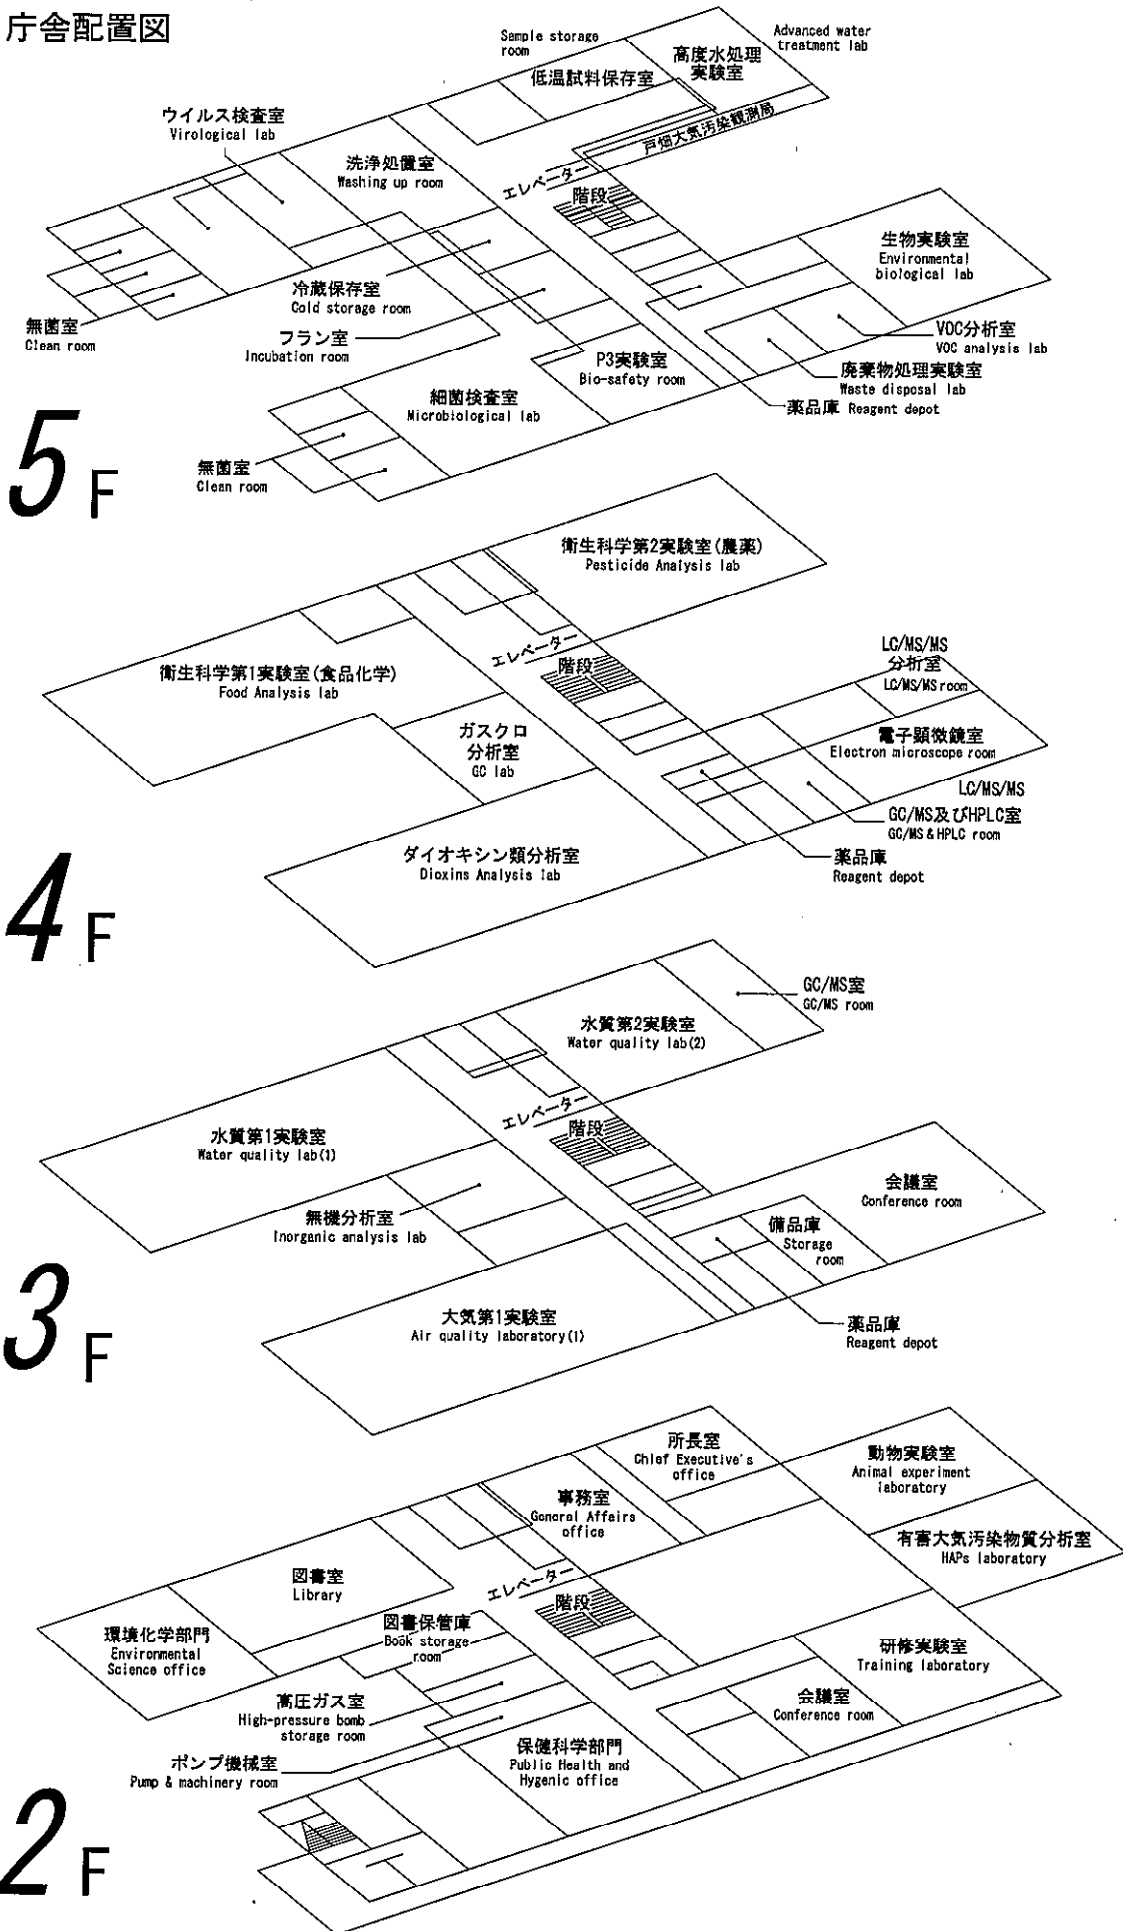 庁舎配置図
Sample storage
room
低温試料保存室
高度水処理
実験室
Advanced water
treatment lab
戸畑大気汚染観測局
ウイルス検査室
Virological lab
洗浄処置室
Washing up room
エレベーター
階段
生物実験室
Environmental
biological lab
冷蔵保存室
Cold storage room
無菌室
Clean room
フラン室
Incubation room
VOC分析室
VOC analysis lab
P3実験室
Bio-safety room
廃棄物処理実験室
Waste disposal lab
細菌検査室
Microbiological lab
薬品庫 Reagent depot
無菌室
Clean room
5F
衛生科学第2実験室(農薬)
Pesticide Analysis lab
エレベーター
階段
LC/MS/MS
分析室
LC/MS/MS room
衛生科学第1実験室(食品化学)
Food Analysis lab
ガスクロ
分析室
GC lab
電子顕微鏡室
Electron microscope room
LC/MS/MS
GC/MS及びHPLC室
GC/MS & HPLC room
ダイオキシン類分析室
Dioxins Analysis lab
薬品庫
Reagent depot
4F
GC/MS室
GC/MS room
水質第2実験室
Water quality lab(2)
エレベーター
階段
水質第1実験室
Water quality lab(1)
会議室
Conference room
無機分析室
Inorganic analysis lab
備品庫
Storage
room
大気第1実験室
Air quality laboratory(1)
薬品庫
Reagent depot
3F
所長室
Chief Executive's
office
動物実験室
Animal experiment
laboratory
事務室
General Affairs
office
有害大気汚染物質分析室
HAPs laboratory
図書室
Library
エレベーター
階段
図書保管庫
Book storage
room
環境化学部門
Environmental
Science office
研修実験室
Training laboratory
高圧ガス室
High-pressure bomb
storage room
会議室
Conference room
ポンプ機械室
Pump & machinery room
保健科学部門
Public Health and
Hygenic office
2F